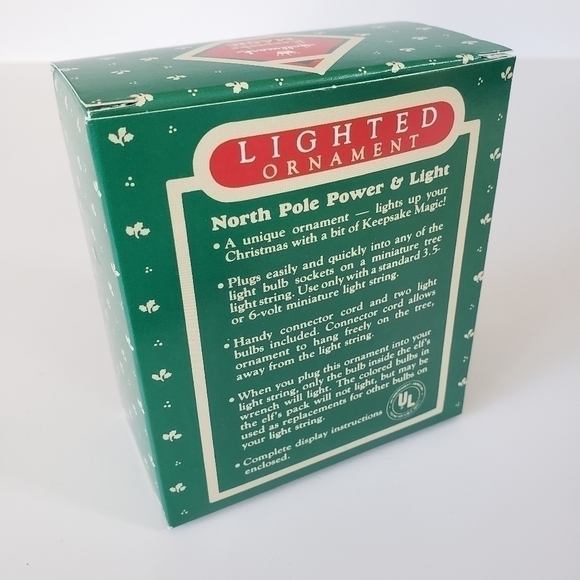 Hallmark
LIGHTED
ORNAMENT
North Pole Power & Light
• A unique ornament — lights up your
Christmas with a bit of Keepsake Magic!
• Plugs easily and quickly into any of the
light bulb sockets on a miniature tree
light string. Use only with a standard 3.5-
or 6-volt miniature light string.
• Handy connector cord and two light
bulbs included. Connector cord allows
ornament to hang freely on the tree,
away from the light string.
• When you plug this ornament into your
light string, only the bulb inside the elf's
wrench will light. The colored bulbs in
the elf's pack will not light, but may be
used as replacements for other bulbs on
your light string.
• Complete display instructions
enclosed.
UL